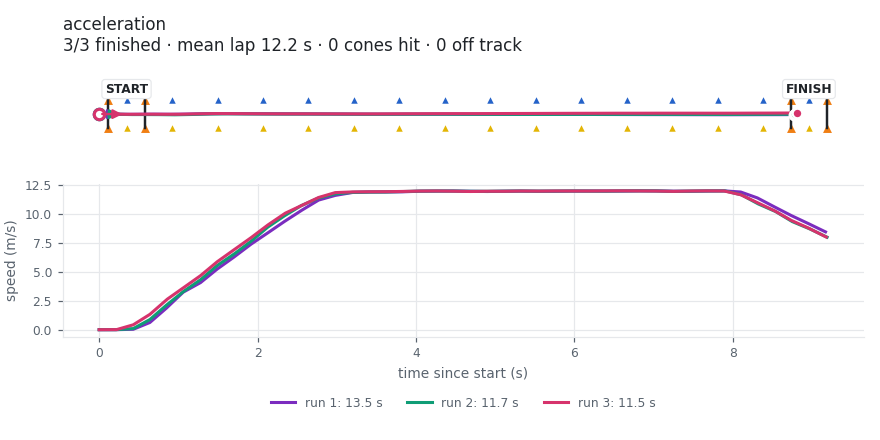 acceleration
3/3 finished · mean lap 12.2 s · 0 cones hit · 0 off track
START
FINISH
12.5
10.0
7.5
5.0
2.5
0.0
speed (m/s)
0
2
4
6
8
time since start (s)
run 1: 13.5 s
run 2: 11.7 s
run 3: 11.5 s